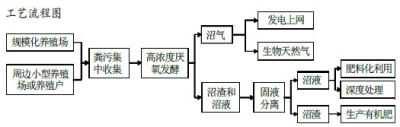 工艺流程图
规模化养殖场
周边小型养殖
场或养殖户
粪污集
中收集
高浓度厌
氧发酵
沼气
发电上网
生物天然气
沼渣和
沼液
固液
分离
沼液
肥料化利用
深度处理
沼渣
生产有机肥